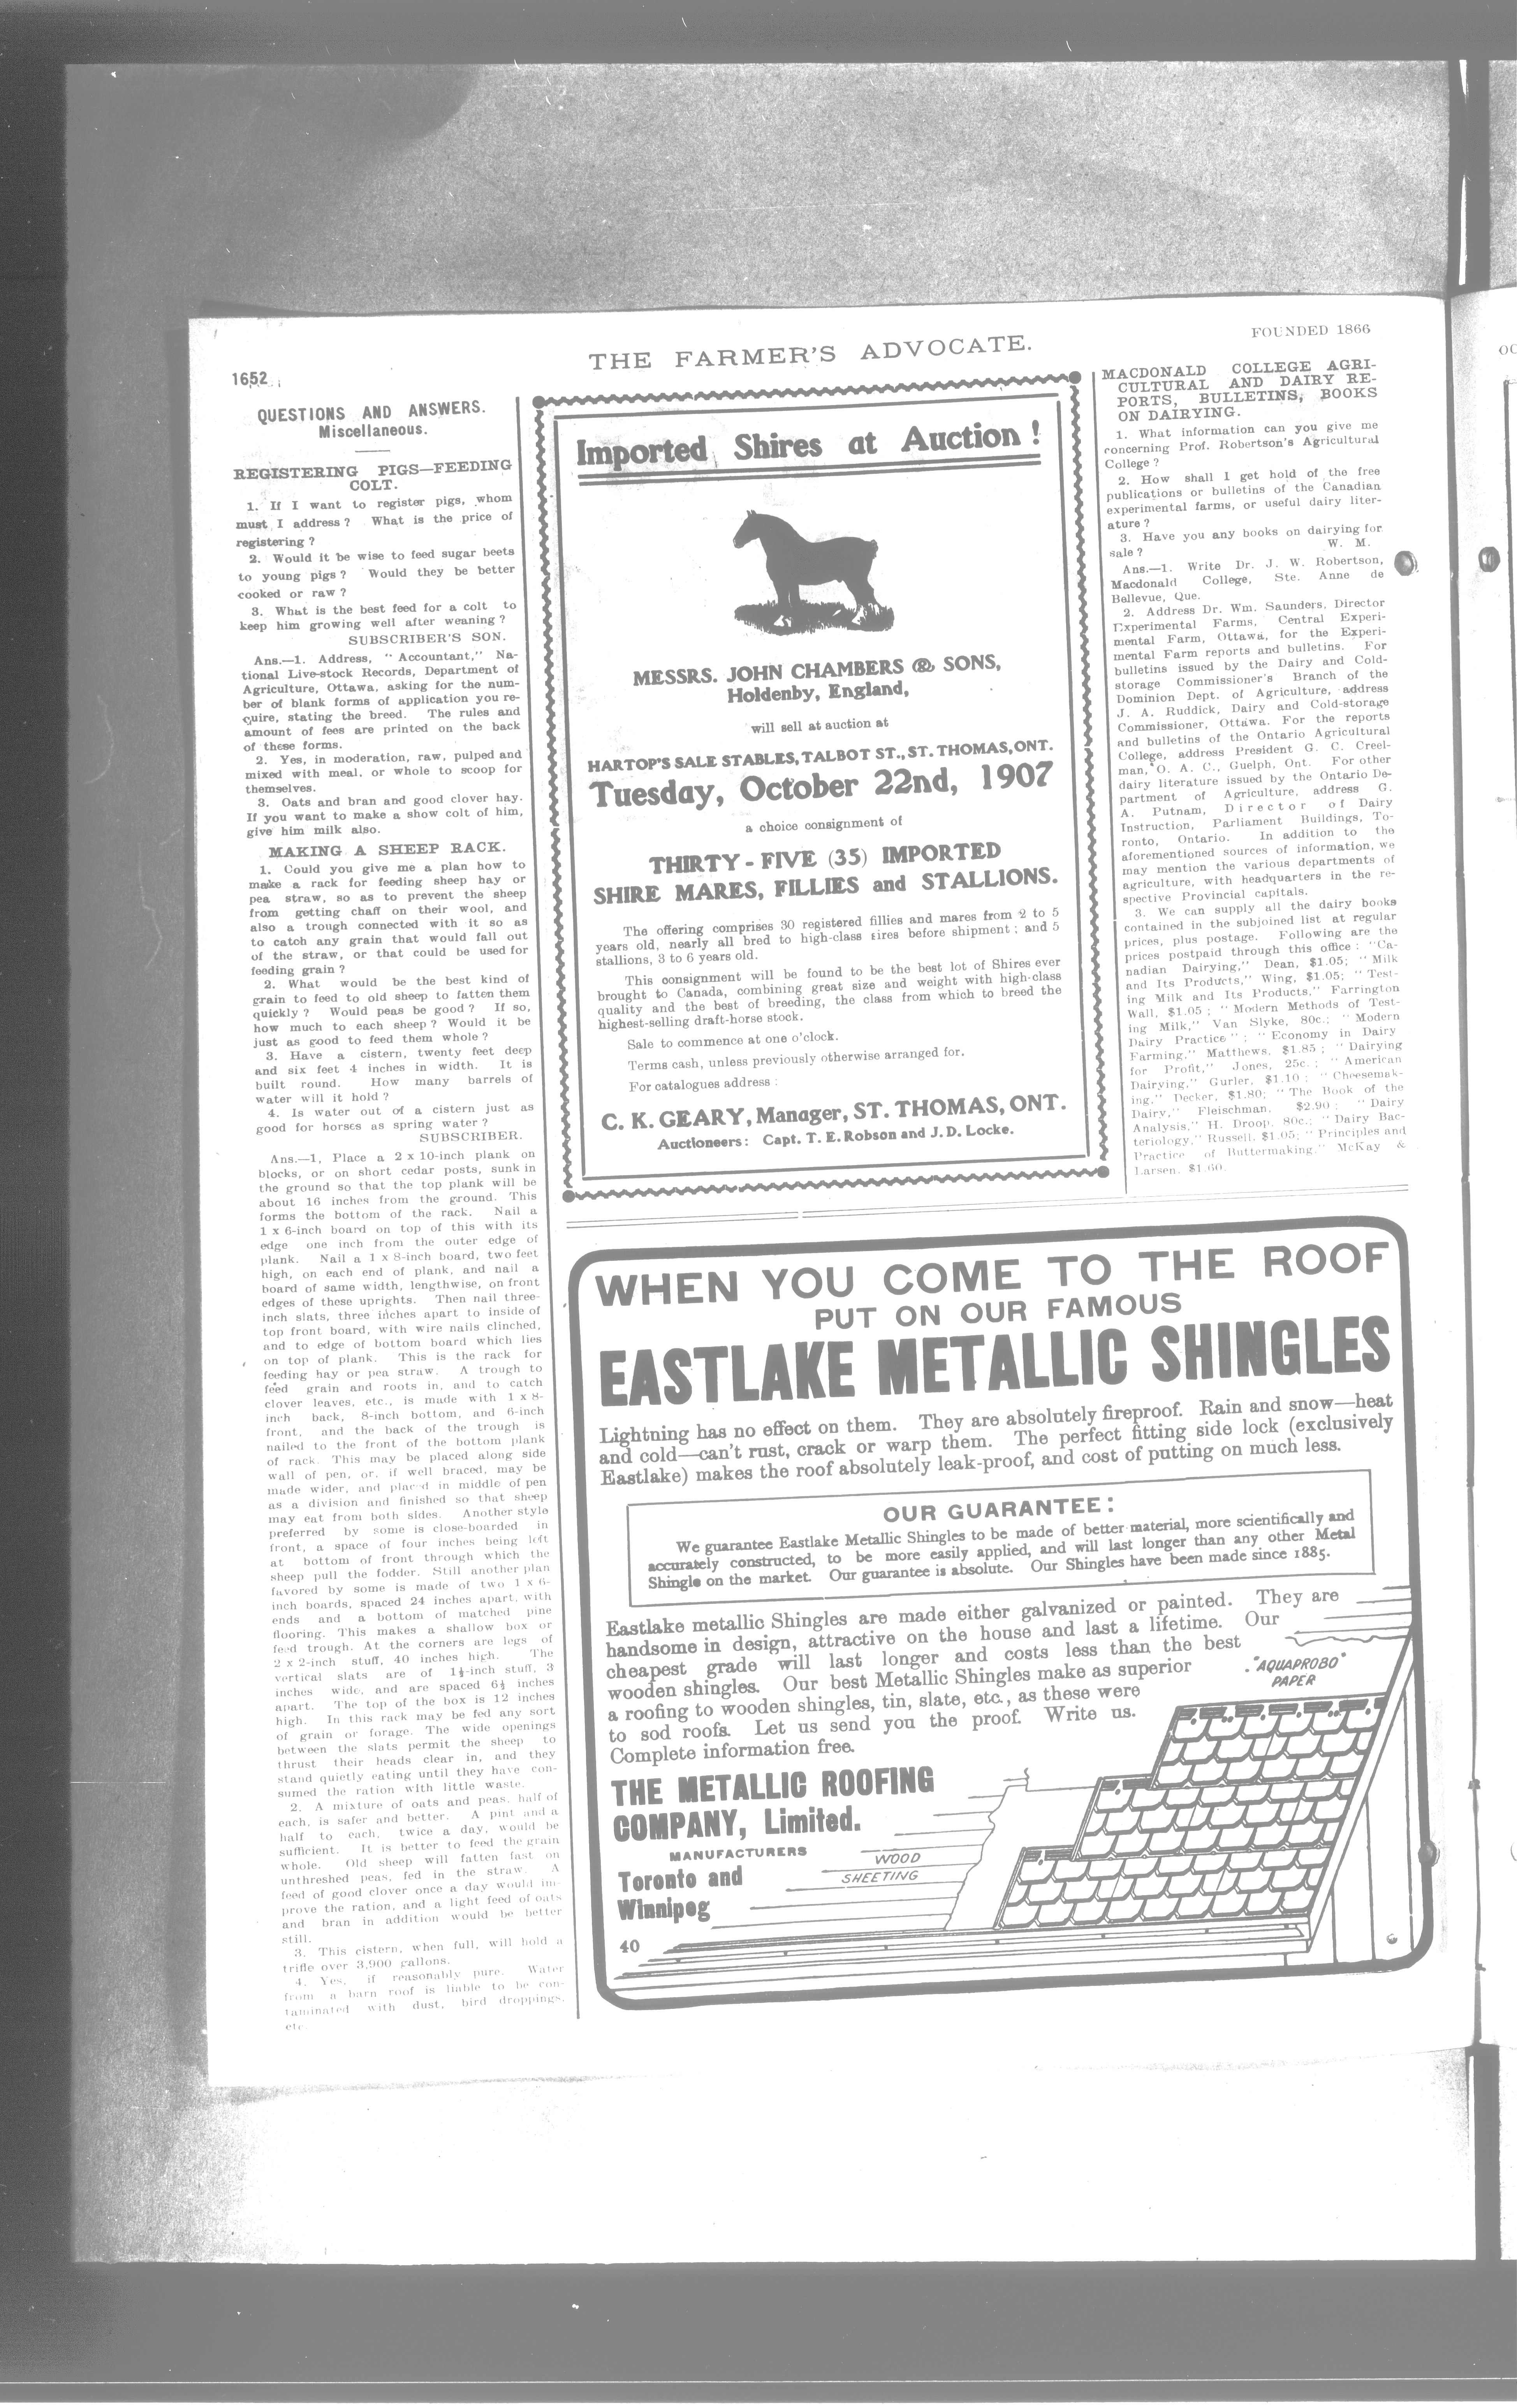 1652
THE FARMER'S ADVOCATE.
FOUNDED 1866
QUESTIONS AND ANSWERS.
Miscellaneous.
REGISTERING PIGS—FEEDING
COLT.
1. If I want to register pigs, whom
must I address ? What is the price of
registering ?
2. Would it be wise to feed sugar beets
to young pigs ? Would they be better
cooked or raw ?
3. What is the best feed for a colt to
keep him growing well after weaning ?
SUBSCRIBER'S SON.
Ans.—1. Address, " Accountant," Na-
tional Live-stock Records, Department of
Agriculture, Ottawa, asking for the num-
ber of blank forms of application you re-
quire, stating the breed. The rules and
amount of fees are printed on the back
of these forms.
2. Yes, in moderation, raw, pulped and
mixed with meal, or whole to scoop for
themselves.
3. Oats and bran and good clover hay.
If you want to make a show colt of him,
give him milk also.
MAKING A SHEEP RACK.
1. Could you give me a plan how to
make a rack for feeding sheep hay or
pea straw, so as to prevent the sheep
from getting chaff on their wool, and
also a trough connected with it so as
to catch any grain that would fall out
of the straw, or that could be used for
feeding grain ?
2. What would be the best kind of
grain to feed to old sheep to fatten them
quickly ? Would peas be good ? If so,
how much to each sheep ? Would it be
just as good to feed them whole ?
3. Have a cistern, twenty feet deep
and six feet 4 inches in width. It is
built round. How many barrels of
water will it hold ?
4. Is water out of a cistern just as
good for horses as spring water ?
SUBSCRIBER.
Ans.—1, Place a 2 x 10-inch plank on
blocks, or on short cedar posts, sunk in
the ground so that the top plank will be
about 16 inches from the ground. This
forms the bottom of the rack. Nail a
1 x 6-inch board on top of this with its
edge one inch from the outer edge of
plank. Nail a 1 x 8-inch board, two feet
high, on each end of plank, and nail a
board of same width, lengthwise, on front
edges of these uprights. Then nail three-
inch slats, three inches apart to inside of
top front board, with wire nails clinched,
and to edge of bottom board which lies
on top of plank. This is the rack for
feeding hay or pea straw. A trough to
feed grain and roots in, and to catch
clover leaves, etc., is made with 1 x 8-
inch back, 8-inch bottom, and 6-inch
front, and the back of the trough is
nailed to the front of the bottom plank
of rack. This may be placed along side
wall of pen, or, if well braced, may be
made wider, and placed in middle of pen
as a division and finished so that sheep
may eat from both sides. Another style
preferred by some is close-boarded in
front, a space of four inches being left
at bottom of front through which the
sheep pull the fodder. Still another plan
favored by some is made of two 1 x 6-
inch boards, spaced 24 inches apart, with
ends and a bottom of matched pine
flooring. This makes a shallow box or
feed trough. At the corners are legs of
2 x 2-inch stuff, 40 inches high. The
vertical slats are of 1½-inch stuff, 3
inches wide, and are spaced 6½ inches
apart. The top of the box is 12 inches
high. In this rack may be fed any sort
of grain or forage. The wide openings
between the slats permit the sheep to
thrust their heads clear in, and they
stand quietly eating until they have con-
sumed the ration with little waste.
2. A mixture of oats and peas, half of
each, is safer and better. A pint and a
half to each, twice a day, would be
sufficient. It is better to feed the grain
whole. Old sheep will fatten fast on
unthreshed peas, fed in the straw. A
feed of good clover once a day would im-
prove the ration, and a light feed of oats
and bran in addition would be better
still.
3. This cistern, when full, will hold a
trifle over 3,900 gallons.
4. Yes, if reasonably pure. Water
from a barn roof is liable to be con-
taminated with dust, bird droppings,
etc.
Imported Shires at Auction !
MESSRS. JOHN CHAMBERS & SONS,
Holdenby, England,
will sell at auction at
HARTOP'S SALE STABLES, TALBOT ST., ST. THOMAS, ONT.
Tuesday, October 22nd, 1907
a choice consignment of
THIRTY-FIVE (35) IMPORTED
SHIRE MARES, FILLIES and STALLIONS.
The offering comprises 30 registered fillies and mares from 2 to 5
years old, nearly all bred to high-class sires before shipment ; and 5
stallions, 3 to 6 years old.
This consignment will be found to be the best lot of Shires ever
brought to Canada, combining great size and weight with high-class
quality and the best of breeding, the class from which to breed the
highest-selling draft-horse stock.
Sale to commence at one o'clock.
Terms cash, unless previously otherwise arranged for.
For catalogues address :
C. K. GEARY, Manager, ST. THOMAS, ONT.
Auctioneers: Capt. T. E. Robson and J. D. Locke.
MACDONALD COLLEGE AGRI-
CULTURAL AND DAIRY RE-
PORTS, BULLETINS, BOOKS
ON DAIRYING.
1. What information can you give me
concerning Prof. Robertson's Agricultural
College ?
2. How shall I get hold of the free
publications or bulletins of the Canadian
experimental farms, or useful dairy liter-
ature ?
3. Have you any books on dairying for
sale ?
W. M.
Ans.—1. Write Dr. J. W. Robertson,
Macdonald College, Ste. Anne de
Bellevue, Que.
2. Address Dr. Wm. Saunders, Director
Experimental Farms, Central Experi-
mental Farm, Ottawa, for the Experi-
mental Farm reports and bulletins. For
bulletins issued by the Dairy and Cold-
storage Commissioner's Branch of the
Dominion Dept. of Agriculture, address
J. A. Ruddick, Dairy and Cold-storage
Commissioner, Ottawa. For the reports
and bulletins of the Ontario Agricultural
College, address President G. C. Creel-
man, O. A. C., Guelph, Ont. For other
dairy literature issued by the Ontario De-
partment of Agriculture, address G.
A. Putnam, Director of Dairy
Instruction, Parliament Buildings, To-
ronto, Ontario. In addition to the
aforementioned sources of information, we
may mention the various departments of
agriculture, with headquarters in the re-
spective Provincial capitals.
3. We can supply all the dairy books
contained in the subjoined list at regular
prices, plus postage. Following are the
prices postpaid through this office : "Ca-
nadian Dairying," Dean, $1.05; " Milk
and Its Products," Wing, $1.05; " Test-
ing Milk and Its Products," Farrington
Wall, $1.05 ; " Modern Methods of Test-
ing Milk," Van Slyke, 80c.; " Modern
Dairy Practice " ; " Economy in Dairy
Farming," Matthews, $1.85 ; " Dairying
for Profit," Jones, 25c. ; " American
Dairying," Gurler, $1.10 ; " Cheesemak-
ing," Decker, $1.80; " The Book of the
Dairy," Fleischman, $2.90 ; " Dairy
Analysis," H. Droop, 80c.; " Dairy Bac-
teriology," Russell, $1.05; " Principles and
Practice of Buttermaking," McKay &
Larsen, $1.60.
WHEN YOU COME TO THE ROOF
PUT ON OUR FAMOUS
EASTLAKE METALLIC SHINGLES
Lightning has no effect on them. They are absolutely fireproof. Rain and snow—heat
and cold—can't rust, crack or warp them. The perfect fitting side lock (exclusively
Eastlake) makes the roof absolutely leak-proof, and cost of putting on much less.
OUR GUARANTEE:
We guarantee Eastlake Metallic Shingles to be made of better material, more scientifically and
accurately constructed, to be more easily applied, and will last longer than any other Metal
Shingle on the market. Our guarantee is absolute. Our Shingles have been made since 1885.
Eastlake metallic Shingles are made either galvanized or painted. They are
handsome in design, attractive on the house and last a lifetime. Our
cheapest grade will last longer and costs less than the best
wooden shingles. Our best Metallic Shingles make as superior
a roofing to wooden shingles, tin, slate, etc., as these were
to sod roofs. Let us send you the proof. Write us.
Complete information free.
"AQUAPROBO"
PAPER
THE METALLIC ROOFING
COMPANY, Limited.
MANUFACTURERS
Toronto and
Winnipeg
WOOD
SHEETING
40
OC